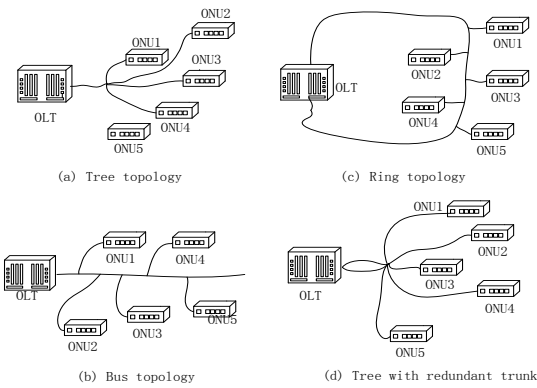 ONU2
ONU1
ONU3
OLT
ONU4
ONU5
(a) Tree topology
ONU1
ONU2
OLT
ONU3
ONU4
ONU5
(c) Ring topology
ONU1
ONU4
OLT
ONU5
ONU3
ONU2
(b) Bus topology
ONU1
ONU2
ONU3
OLT
ONU4
ONU5
(d) Tree with redundant trunk